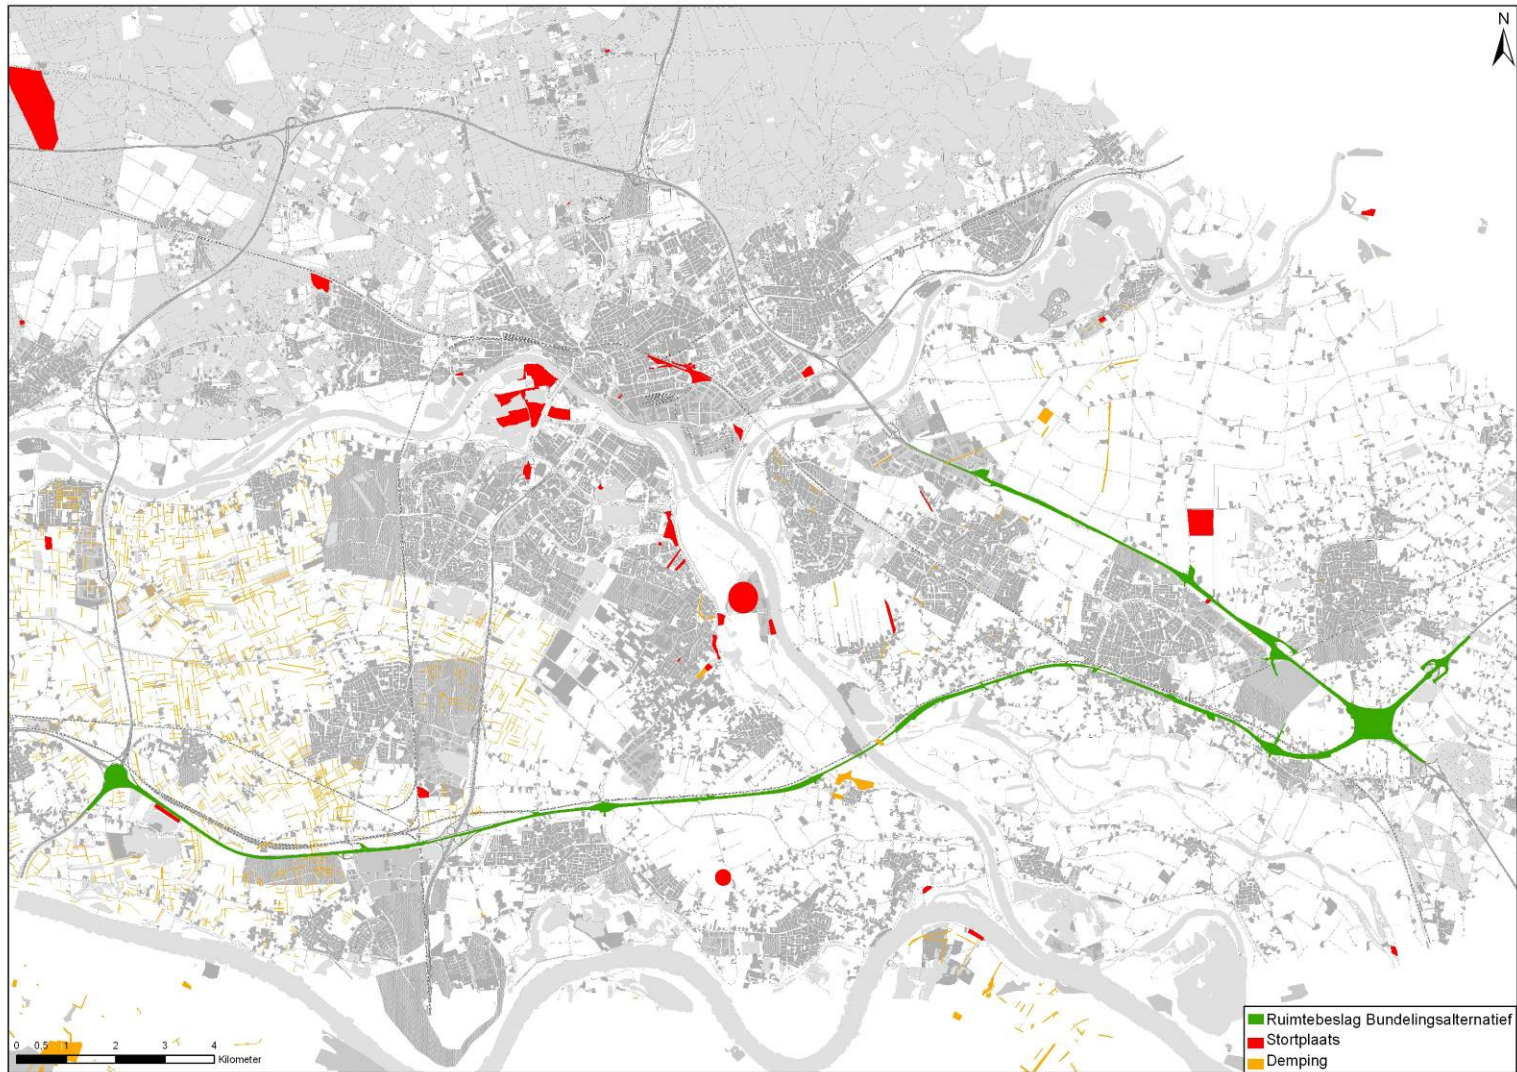 N
Ruimtebeslag Bundelingsalternatief
Stortplaats
Demping
0 0,5 1 2 3 4 Kilometer